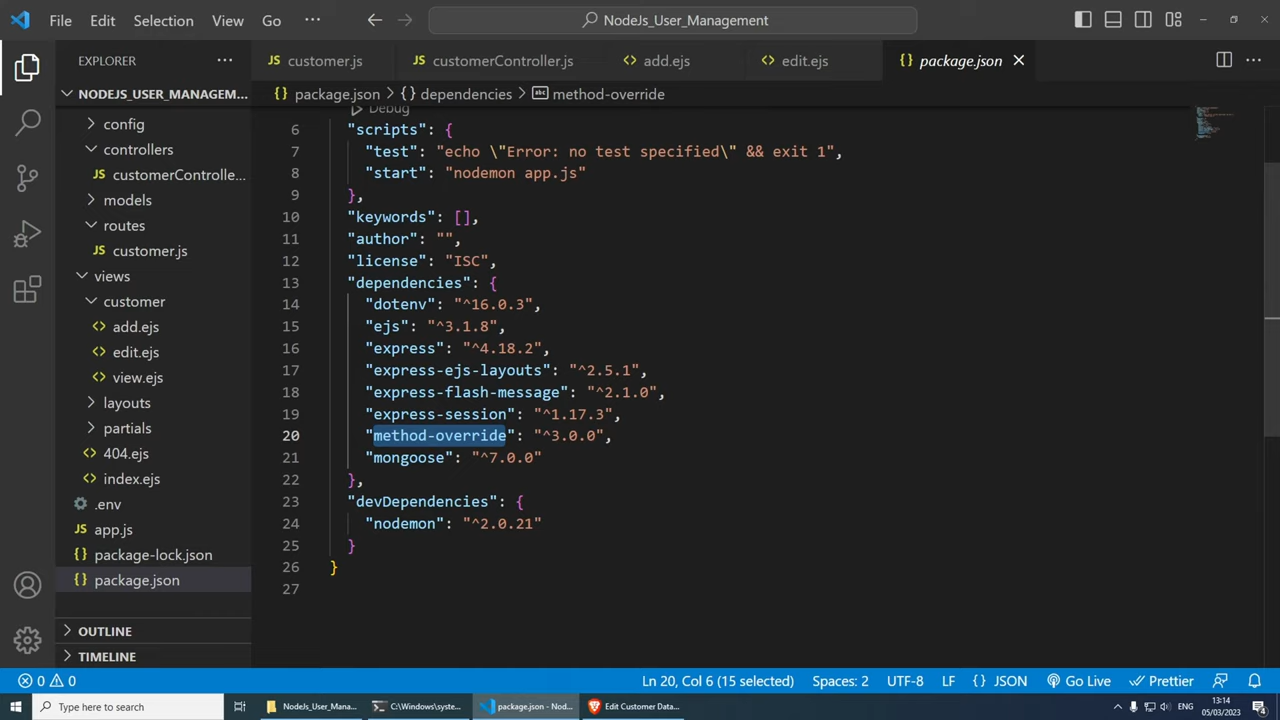 File Edit Selection View Go ··· NodeJs_User_Management
EXPLORER ···
customer.js customerController.js add.ejs edit.ejs package.json
NODEJS_USER_MANAGEM...
package.json > {} dependencies > method-override
config
controllers
customerControlle...
models
routes
customer.js
views
customer
add.ejs
edit.ejs
view.ejs
layouts
partials
404.ejs
index.ejs
.env
app.js
package-lock.json
package.json
OUTLINE
TIMELINE
Debug
6 "scripts": {
7 "test": "echo \"Error: no test specified\" && exit 1",
8 "start": "nodemon app.js"
9 },
10 "keywords": [],
11 "author": "",
12 "license": "ISC",
13 "dependencies": {
14 "dotenv": "^16.0.3",
15 "ejs": "^3.1.8",
16 "express": "^4.18.2",
17 "express-ejs-layouts": "^2.5.1",
18 "express-flash-message": "^2.1.0",
19 "express-session": "^1.17.3",
20 "method-override": "^3.0.0",
21 "mongoose": "^7.0.0"
22 },
23 "devDependencies": {
24 "nodemon": "^2.0.21"
25 }
26 }
27
0 0 Ln 20, Col 6 (15 selected) Spaces: 2 UTF-8 LF {} JSON Go Live Prettier
Type here to search NodeJs_User_Mana... C:\Windows\syste... package.json - Nod... Edit Customer Data... 13:14
05/03/2023
4